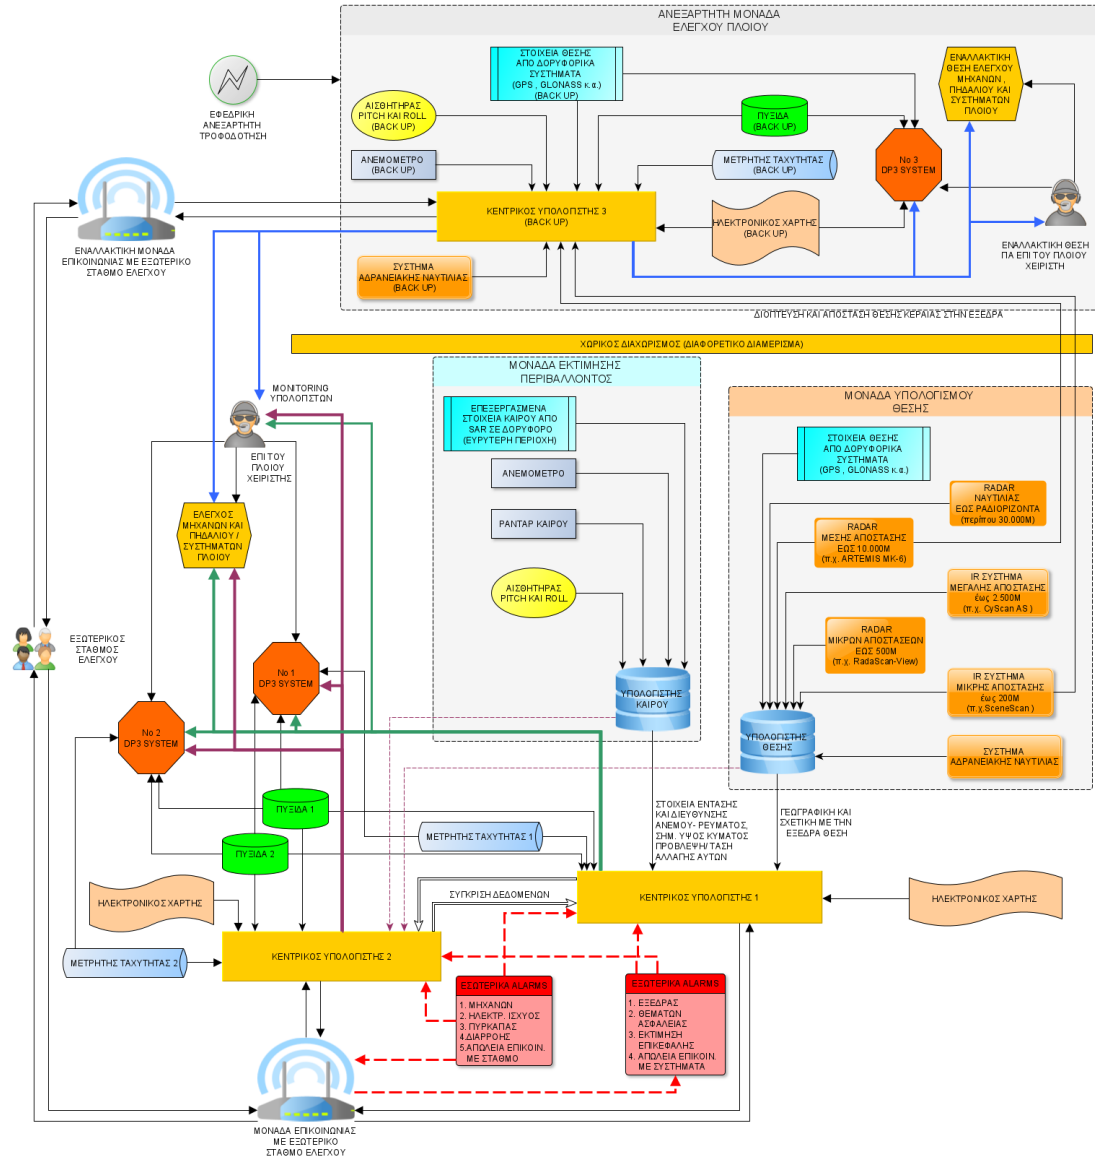 ΑΝΕΞΑΡΤΗΤΗ ΜΟΝΑΔΑ
ΕΛΕΓΧΟΥ ΠΛΟΙΟΥ
ΣΤΟΙΧΕΙΑ ΘΕΣΗΣ
ΑΠΟ ΔΟΡΥΦΟΡΙΚΑ
ΣΥΣΤΗΜΑΤΑ
(GPS , GLONASS κ.α.)
(BACK UP)
ΕΝΑΛΛΑΚΤΙΚΗ
ΘΕΣΗ ΕΛΕΓΧΟΥ
ΜΗΧΑΝΩΝ ,
ΠΗΔΑΛΙΟΥ ΚΑΙ
ΣΥΣΤΗΜΑΤΩΝ
ΠΛΟΙΟΥ
ΕΦΕΔΡΙΚΗ
ΑΝΕΞΑΡΤΗΤΗ
ΤΡΟΦΟΔΟΤΗΣΗ
ΑΙΣΘΗΤΗΡΑΣ
PITCH ΚΑΙ ROLL
(BACK UP)
ΠΥΞΙΔΑ
(BACK UP)
ΑΝΕΜΟΜΕΤΡΟ
(BACK UP)
ΜΕΤΡΗΤΗΣ ΤΑΧΥΤΗΤΑΣ
(BACK UP)
No 3
DP3 SYSTEM
ΚΕΝΤΡΙΚΟΣ ΥΠΟΛΟΓΙΣΤΗΣ 3
(BACK UP)
ΗΛΕΚΤΡΟΝΙΚΟΣ ΧΑΡΤΗΣ
(BACK UP)
ΕΝΑΛΛΑΚΤΙΚΗ ΘΕΣΗ
ΓΙΑ ΕΠΙ ΤΟΥ ΠΛΟΙΟΥ
ΧΕΙΡΙΣΤΗ
ΕΝΑΛΛΑΚΤΙΚΗ ΜΟΝΑΔΑ
ΕΠΙΚΟΙΝΩΝΙΑΣ ΜΕ ΕΞΩΤΕΡΙΚΟ
ΣΤΑΘΜΟ ΕΛΕΓΧΟΥ
ΣΥΣΤΗΜΑ
ΑΔΡΑΝΕΙΑΚΗΣ ΝΑΥΤΙΛΙΑΣ
(BACK UP)
ΔΙΟΠΤΕΥΣΗ ΚΑΙ ΑΠΟΣΤΑΣΗ ΘΕΣΗΣ ΚΕΡΑΙΑΣ ΣΤΗΝ ΕΞΕΔΡΑ
ΧΩΡΙΚΟΣ ΔΙΑΧΩΡΙΣΜΟΣ (ΔΙΑΦΟΡΕΤΙΚΟ ΔΙΑΜΕΡΙΣΜΑ)
ΜΟΝΑΔΑ ΕΚΤΙΜΗΣΗΣ
ΠΕΡΙΒΑΛΛΟΝΤΟΣ
ΜΟΝΑΔΑ ΥΠΟΛΟΓΙΣΜΟΥ
ΘΕΣΗΣ
MONITORING
ΥΠΟΛΟΓΙΣΤΩΝ
ΕΠΙ ΤΟΥ
ΠΛΟΙΟΥ
ΧΕΙΡΙΣΤΗΣ
ΕΠΕΞΕΡΓΑΣΜΕΝΑ
ΣΤΟΙΧΕΙΑ ΚΑΙΡΟΥ ΑΠΟ
SAR ΣΕ ΔΟΡΥΦΟΡΟ
(ΕΥΡΥΤΕΡΗ ΠΕΡΙΟΧΗ)
ΣΤΟΙΧΕΙΑ ΘΕΣΗΣ
ΑΠΟ ΔΟΡΥΦΟΡΙΚΑ
ΣΥΣΤΗΜΑΤΑ
(GPS , GLONASS κ.α.)
ΑΝΕΜΟΜΕΤΡΟ
RADAR
ΝΑΥΤΙΛΙΑΣ
ΕΩΣ ΡΑΔΙΟΡΙΖΟΝΤΑ
(περίπου 30.000Μ)
ΕΛΕΓΧΟΣ
ΜΗΧΑΝΩΝ ΚΑΙ
ΠΗΔΑΛΙΟΥ /
ΣΥΣΤΗΜΑΤΩΝ
ΠΛΟΙΟΥ
ΡΑΝΤΑΡ ΚΑΙΡΟΥ
RADAR
ΜΕΣΗΣ ΑΠΟΣΤΑΣΗΣ
ΕΩΣ 10.000Μ
(π.χ. ARTEMIS MK-6)
ΑΙΣΘΗΤΗΡΑΣ
PITCH ΚΑΙ ROLL
IR ΣΥΣΤΗΜΑ
ΜΕΓΑΛΗΣ ΑΠΟΣΤΑΣΗΣ
έως 2.500Μ
(π.χ. CyScan AS )
RADAR
ΜΙΚΡΩΝ ΑΠΟΣΤΑΣΕΩΝ
ΕΩΣ 500Μ
(π.χ. RadaScan-View)
ΕΞΩΤΕΡΙΚΟΣ
ΣΤΑΘΜΟΣ
ΕΛΕΓΧΟΥ
No 1
DP3 SYSTEM
IR ΣΥΣΤΗΜΑ
ΜΙΚΡΗΣ ΑΠΟΣΤΑΣΗΣ
έως 200Μ
(π.χ.SceneScan )
ΥΠΟΛΟΓΙΣΤΗΣ
ΚΑΙΡΟΥ
No 2
DP3 SYSTEM
ΥΠΟΛΟΓΙΣΤΗΣ
ΘΕΣΗΣ
ΣΥΣΤΗΜΑ
ΑΔΡΑΝΕΙΑΚΗΣ ΝΑΥΤΙΛΙΑΣ
ΠΥΞΙΔΑ 1
ΣΤΟΙΧΕΙΑ ΕΝΤΑΣΗΣ
ΚΑΙ ΔΙΕΥΘΥΝΣΗΣ
ΑΝΕΜΟΥ- ΡΕΥΜΑΤΟΣ,
ΣΗΜ. ΥΨΟΣ ΚΥΜΑΤΟΣ
ΠΡΟΒΛΕΨΗ/ ΤΑΣΗ
ΑΛΛΑΓΗΣ ΑΥΤΩΝ
ΓΕΩΓΡΑΦΙΚΗ ΚΑΙ
ΣΧΕΤΙΚΗ ΜΕ ΤΗΝ
ΕΞΕΔΡΑ ΘΕΣΗ
ΜΕΤΡΗΤΗΣ ΤΑΧΥΤΗΤΑΣ 1
ΠΥΞΙΔΑ 2
ΗΛΕΚΤΡΟΝΙΚΟΣ ΧΑΡΤΗΣ
ΣΥΓΚΡΙΣΗ ΔΕΔΟΜΕΝΩΝ
ΚΕΝΤΡΙΚΟΣ ΥΠΟΛΟΓΙΣΤΗΣ 1
ΗΛΕΚΤΡΟΝΙΚΟΣ ΧΑΡΤΗΣ
ΜΕΤΡΗΤΗΣ ΤΑΧΥΤΗΤΑΣ 2
ΚΕΝΤΡΙΚΟΣ ΥΠΟΛΟΓΙΣΤΗΣ 2
ΕΣΩΤΕΡΙΚΑ ALARMS
1. ΜΗΧΑΝΩΝ
2. ΗΛΕΚΤΡ. ΙΣΧΥΟΣ
3. ΠΥΡΚΑΓΙΑΣ
4.ΔΙΑΡΡΟΗΣ
5.ΑΠΩΛΕΙΑ ΕΠΙΚΟΙΝ.
ΜΕ ΣΤΑΘΜΟ
ΕΞΩΤΕΡΙΚΑ ALARMS
1. ΕΞΕΔΡΑΣ
2. ΘΕΜΑΤΩΝ
ΑΣΦΑΛΕΙΑΣ
3. ΕΚΤΙΜΗΣΗ
ΕΠΙΚΕΦΑΛΗΣ
4. ΑΠΩΛΕΙΑ ΕΠΙΚΟΙΝ.
ΜΕ ΣΥΣΤΗΜΑΤΑ
ΜΟΝΑΔΑ ΕΠΙΚΟΙΝΩΝΙΑΣ
ΜΕ ΕΞΩΤΕΡΙΚΟ
ΣΤΑΘΜΟ ΕΛΕΓΧΟΥ